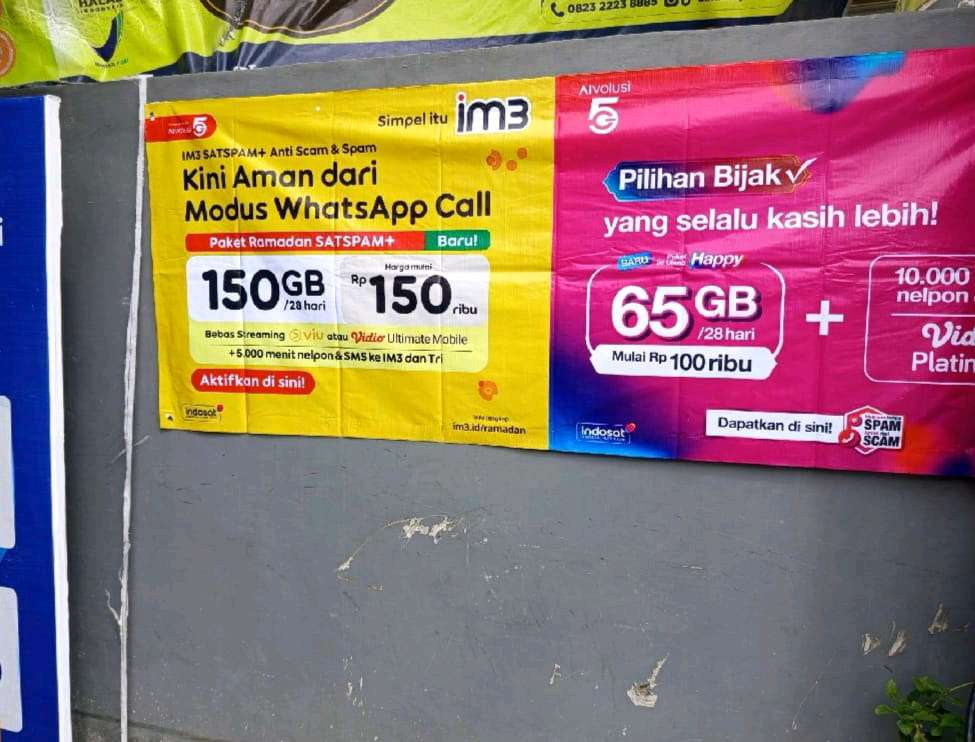 HALAL
0823 2223 8885
AIVOLUSI 5G
Simpel itu im3
IM3 SATSPAM+ Anti Scam & Spam
Kini Aman dari
Modus WhatsApp Call
Paket Ramadan SATSPAM+ Baru!
150GB
/28 hari
Harga mulai
Rp 150 ribu
Bebas Streaming viu atau Vidio Ultimate Mobile
+5.000 menit nelpon & SMS ke IM3 dan Tri
Aktifkan di sini!
indosat
im3.id/ramadan
AIVOLUSI
5G
Pilihan Bijak
yang selalu kasih lebih!
BARU Happy
65GB
/28 hari
Mulai Rp 100 ribu
+
10.000
nelpon
Vid
Platin
Dapatkan di sini!
SPAM
SCAM
indosat